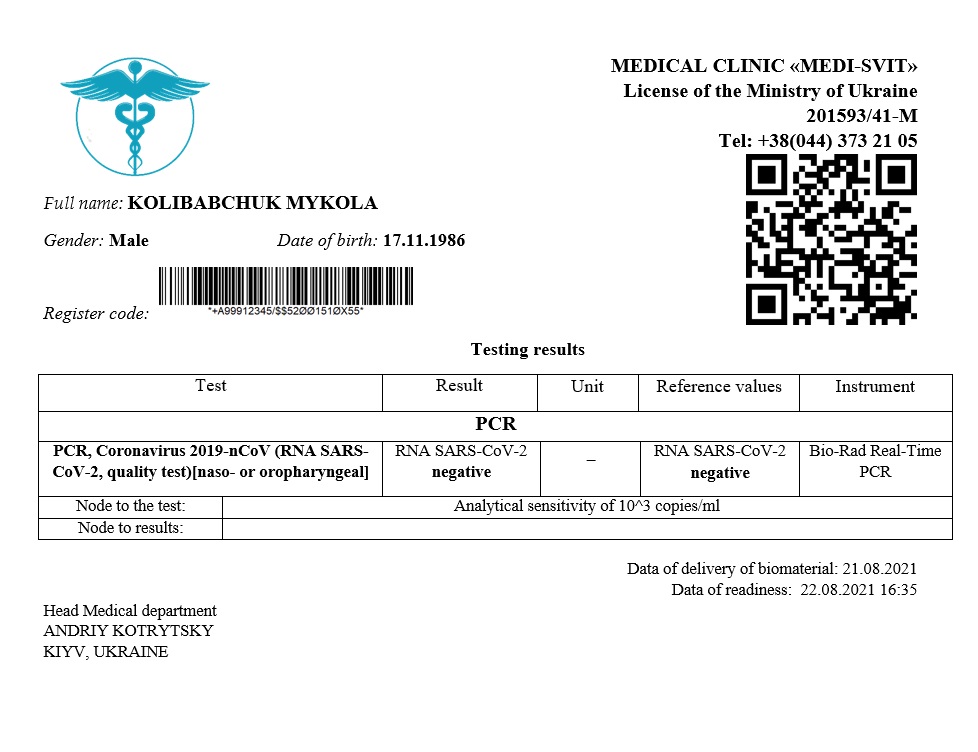 MEDICAL CLINIC «MEDI-SVIT»
License of the Ministry of Ukraine
201593/41-M
Tel: +38(044) 373 21 05
Full name: KOLIBABCHUK MYKOLA
Gender: Male Date of birth: 17.11.1986
*+A99912345/$$52ØØ151ØX55*
Register code:
Testing results
Test Result Unit Reference values Instrument
PCR
PCR, Coronavirus 2019-nCoV (RNA SARS- RNA SARS-CoV-2 – RNA SARS-CoV-2 Bio-Rad Real-Time
CoV-2, quality test)[naso- or oropharyngeal] negative negative PCR
Node to the test: Analytical sensitivity of 10^3 copies/ml
Node to results:
Data of delivery of biomaterial: 21.08.2021
Data of readiness: 22.08.2021 16:35
Head Medical department
ANDRIY KOTRYTSKY
KIYV, UKRAINE